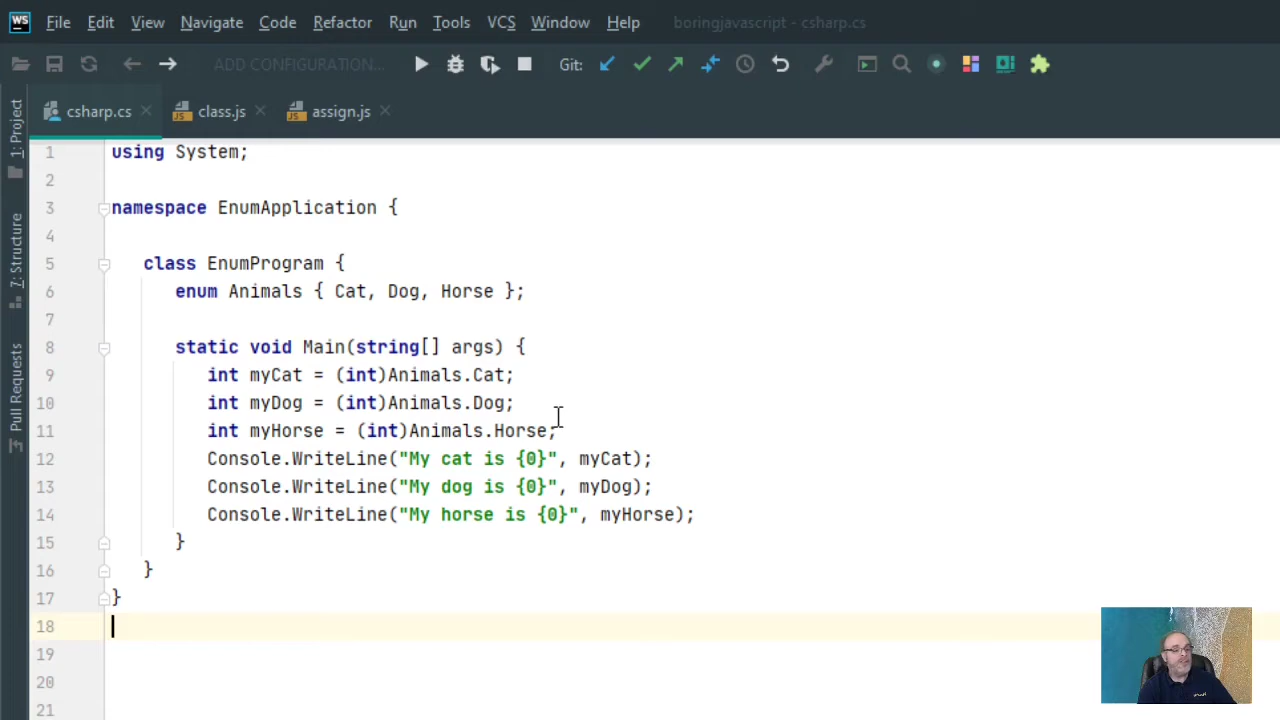 WS File Edit View Navigate Code Refactor Run Tools VCS Window Help boringjavascript - csharp.cs
ADD CONFIGURATION... Git:
csharp.cs class.js assign.js
1: Project
7: Structure
Pull Requests
1 using System;
2
3 namespace EnumApplication {
4
5 class EnumProgram {
6 enum Animals { Cat, Dog, Horse };
7
8 static void Main(string[] args) {
9 int myCat = (int)Animals.Cat;
10 int myDog = (int)Animals.Dog;
11 int myHorse = (int)Animals.Horse;
12 Console.WriteLine("My cat is {0}", myCat);
13 Console.WriteLine("My dog is {0}", myDog);
14 Console.WriteLine("My horse is {0}", myHorse);
15 }
16 }
17 }
18
19
20
21